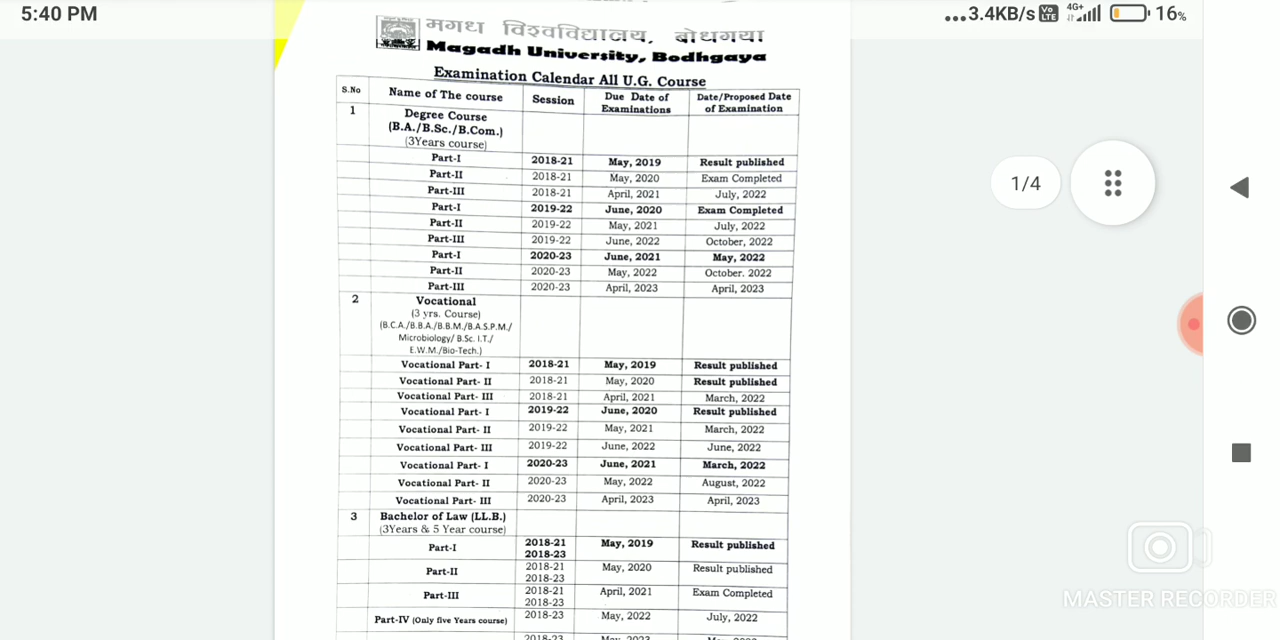 5:40 PM
...3.4KB/s Vo LTE 4G+ 16%
मगध विश्वविद्यालय, बोधगया
Magadh University, Bodhgaya
Examination Calendar All U.G. Course
S.No Name of The course Session Due Date of Examinations Date/Proposed Date of Examination
1 Degree Course
(B.A./B.Sc./B.Com.)
(3Years course)
Part-I 2018-21 May, 2019 Result published
Part-II 2018-21 May, 2020 Exam Completed
Part-III 2018-21 April, 2021 July, 2022
Part-I 2019-22 June, 2020 Exam Completed
Part-II 2019-22 May, 2021 July, 2022
Part-III 2019-22 June, 2022 October, 2022
Part-I 2020-23 June, 2021 May, 2022
Part-II 2020-23 May, 2022 October. 2022
Part-III 2020-23 April, 2023 April, 2023
2 Vocational
(3 yrs. Course)
(B.C.A./B.B.A./B.B.M./B.A.S.P.M./
Microbiology/ B.Sc. I.T./
E.W.M./Bio-Tech.)
Vocational Part- I 2018-21 May, 2019 Result published
Vocational Part- II 2018-21 May, 2020 Result published
Vocational Part- III 2018-21 April, 2021 March, 2022
Vocational Part- I 2019-22 June, 2020 Result published
Vocational Part- II 2019-22 May, 2021 March, 2022
Vocational Part- III 2019-22 June, 2022 June, 2022
Vocational Part- I 2020-23 June, 2021 March, 2022
Vocational Part- II 2020-23 May, 2022 August, 2022
Vocational Part- III 2020-23 April, 2023 April, 2023
3 Bachelor of Law (LL.B.)
(3Years & 5 Year course)
Part-I 2018-21 2018-23 May, 2019 Result published
Part-II 2018-21 2018-23 May, 2020 Result published
Part-III 2018-21 2018-23 April, 2021 Exam Completed
Part-IV (Only five Years course) 2018-23 May, 2022 July, 2022
2018-23
1/4
MASTER RECORDER